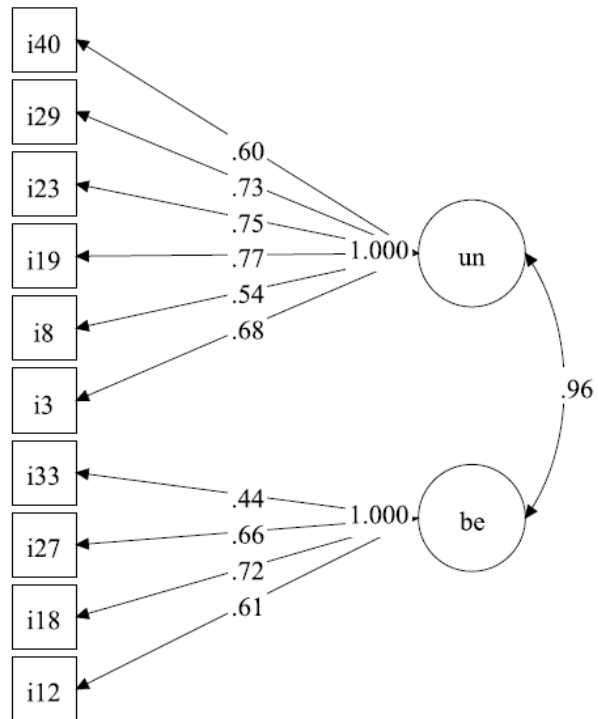 i40
i29
i23
i19
i8
i3
i33
i27
i18
i12
.60
.73
.75
.77
.54
.68
1.000
un
.96
.44
.66
.72
.61
1.000
be